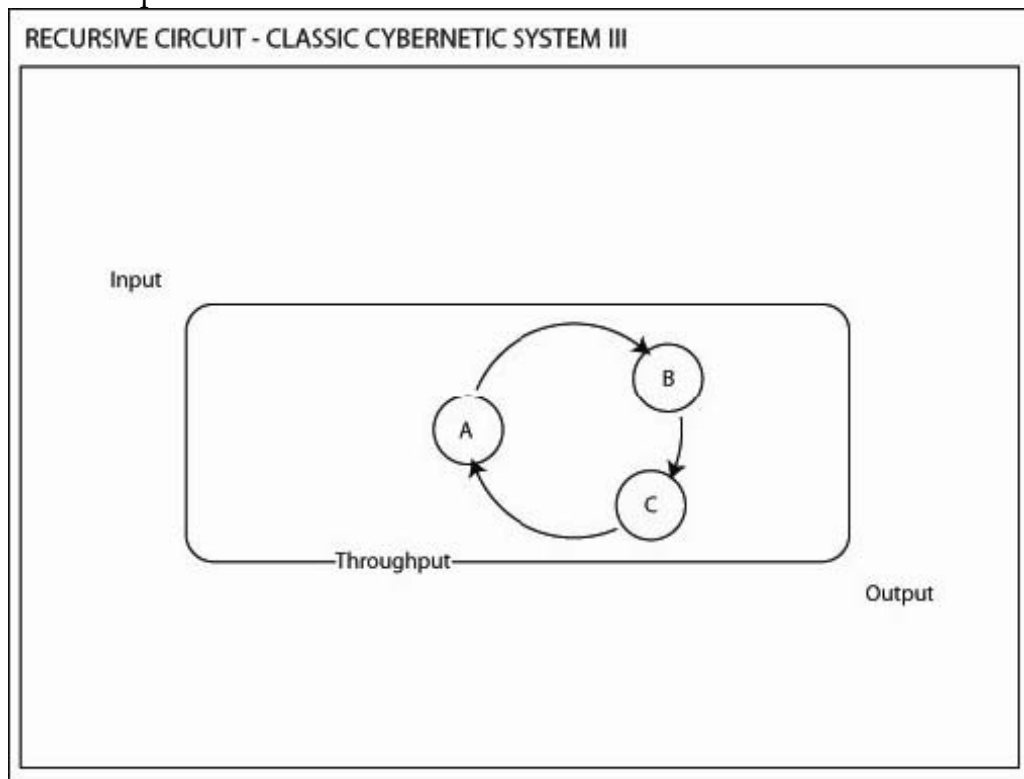 RECURSIVE CIRCUIT - CLASSIC CYBERNETIC SYSTEM III
Input
B
A
C
Throughput
Output